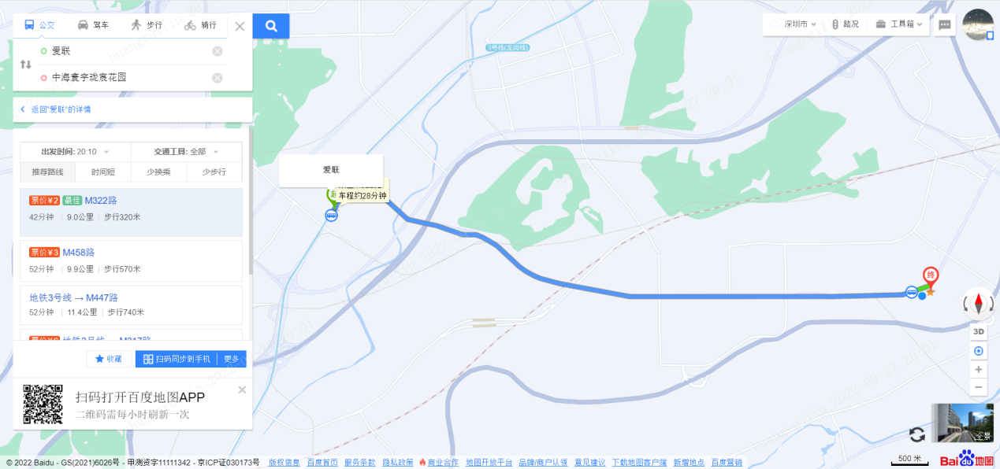 公交 驾车 步行 骑行
爱联
中海寰宇珑宸花园
返回"爱联"的详情
出发时间: 20:10 交通工具: 全部
推荐路线 时间短 少换乘 少步行
票价¥2 最佳 M322路
42分钟 | 9.0公里 | 步行320米
票价¥3 M458路
52分钟 | 9.9公里 | 步行570米
地铁3号线 → M447路
52分钟 | 11.4公里 | 步行740米
收藏 扫码同步到手机 更多
扫码打开百度地图APP
二维码需每小时刷新一次
3号线(龙岗线)
深圳市 路况 工具箱
爱联
车程约28分钟
终
3D
全景
500 米
Bai 地图
© 2022 Baidu - GS(2021)6026号 - 甲测资字11111342 - 京ICP证030173号 版权信息 百度首页 服务条款 隐私政策 商业合作 地图开放平台 品牌/商户认领 意见建议 下载地图客户端 新增地点 百度营销